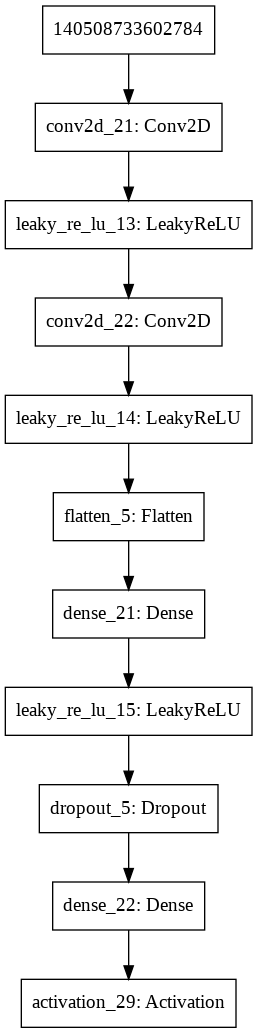 140508733602784
conv2d_21: Conv2D
leaky_re_lu_13: LeakyReLU
conv2d_22: Conv2D
leaky_re_lu_14: LeakyReLU
flatten_5: Flatten
dense_21: Dense
leaky_re_lu_15: LeakyReLU
dropout_5: Dropout
dense_22: Dense
activation_29: Activation